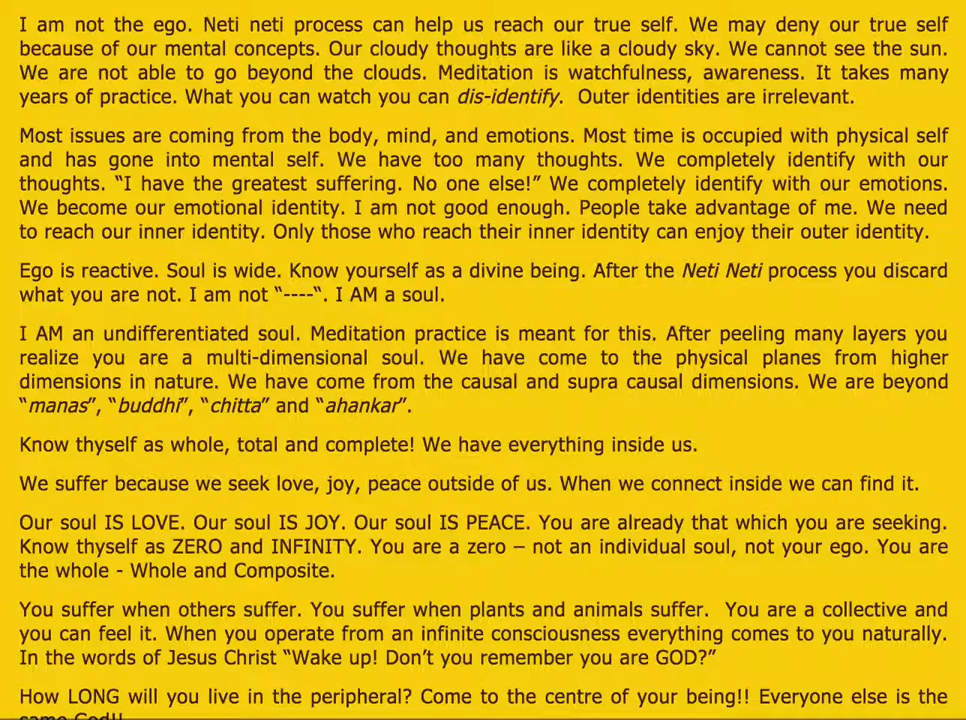 I am not the ego. Neti neti process can help us reach our true self. We may deny our true self
because of our mental concepts. Our cloudy thoughts are like a cloudy sky. We cannot see the sun.
We are not able to go beyond the clouds. Meditation is watchfulness, awareness. It takes many
years of practice. What you can watch you can dis-identify.  Outer identities are irrelevant.
Most issues are coming from the body, mind, and emotions. Most time is occupied with physical self
and has gone into mental self. We have too many thoughts. We completely identify with our
thoughts. “I have the greatest suffering. No one else!” We completely identify with our emotions.
We become our emotional identity. I am not good enough. People take advantage of me. We need
to reach our inner identity. Only those who reach their inner identity can enjoy their outer identity.
Ego is reactive. Soul is wide. Know yourself as a divine being. After the Neti Neti process you discard
what you are not. I am not “----“. I AM a soul.
I AM an undifferentiated soul. Meditation practice is meant for this. After peeling many layers you
realize you are a multi-dimensional soul. We have come to the physical planes from higher
dimensions in nature. We have come from the causal and supra causal dimensions. We are beyond
“manas”, “buddhi”, “chitta” and “ahankar”.
Know thyself as whole, total and complete! We have everything inside us.
We suffer because we seek love, joy, peace outside of us. When we connect inside we can find it.
Our soul IS LOVE. Our soul IS JOY. Our soul IS PEACE. You are already that which you are seeking.
Know thyself as ZERO and INFINITY. You are a zero – not an individual soul, not your ego. You are
the whole - Whole and Composite.
You suffer when others suffer. You suffer when plants and animals suffer.  You are a collective and
you can feel it. When you operate from an infinite consciousness everything comes to you naturally.
In the words of Jesus Christ “Wake up! Don’t you remember you are GOD?”
How LONG will you live in the peripheral? Come to the centre of your being!! Everyone else is the
same God!!